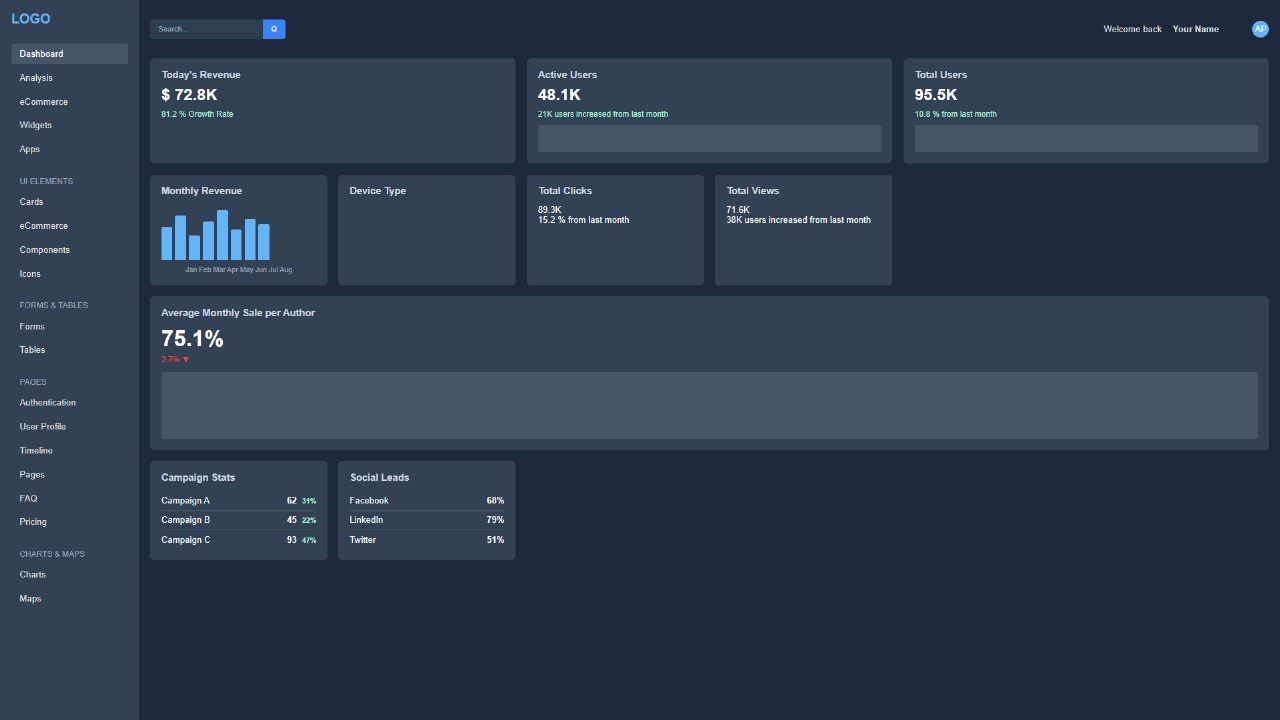 LOGO
Dashboard
Analysis
eCommerce
Widgets
Apps
UI ELEMENTS
Cards
eCommerce
Components
Icons
FORMS & TABLES
Forms
Tables
PAGES
Authentication
User Profile
Timeline
Pages
FAQ
Pricing
CHARTS & MAPS
Charts
Maps
Search...
Q
Welcome back Your Name
AP
Today's Revenue
$ 72.8K
81.2 % Growth Rate
Active Users
48.1K
21K users increased from last month
Total Users
95.5K
10.8 % from last month
Monthly Revenue
Jan Feb Mar Apr May Jun Jul Aug
Device Type
Total Clicks
89.3K
15.2 % from last month
Total Views
71.6K
38K users increased from last month
Average Monthly Sale per Author
75.1%
2.7% ▼
Campaign Stats
Campaign A 62 31%
Campaign B 45 22%
Campaign C 93 47%
Social Leads
Facebook 68%
LinkedIn 79%
Twitter 51%